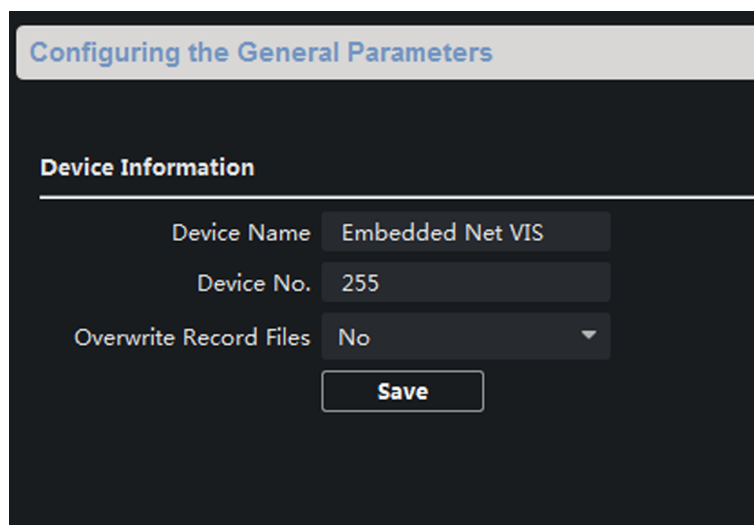 Configuring the General Parameters
Device Information
Device Name Embedded Net VIS
Device No. 255
Overwrite Record Files No
Save